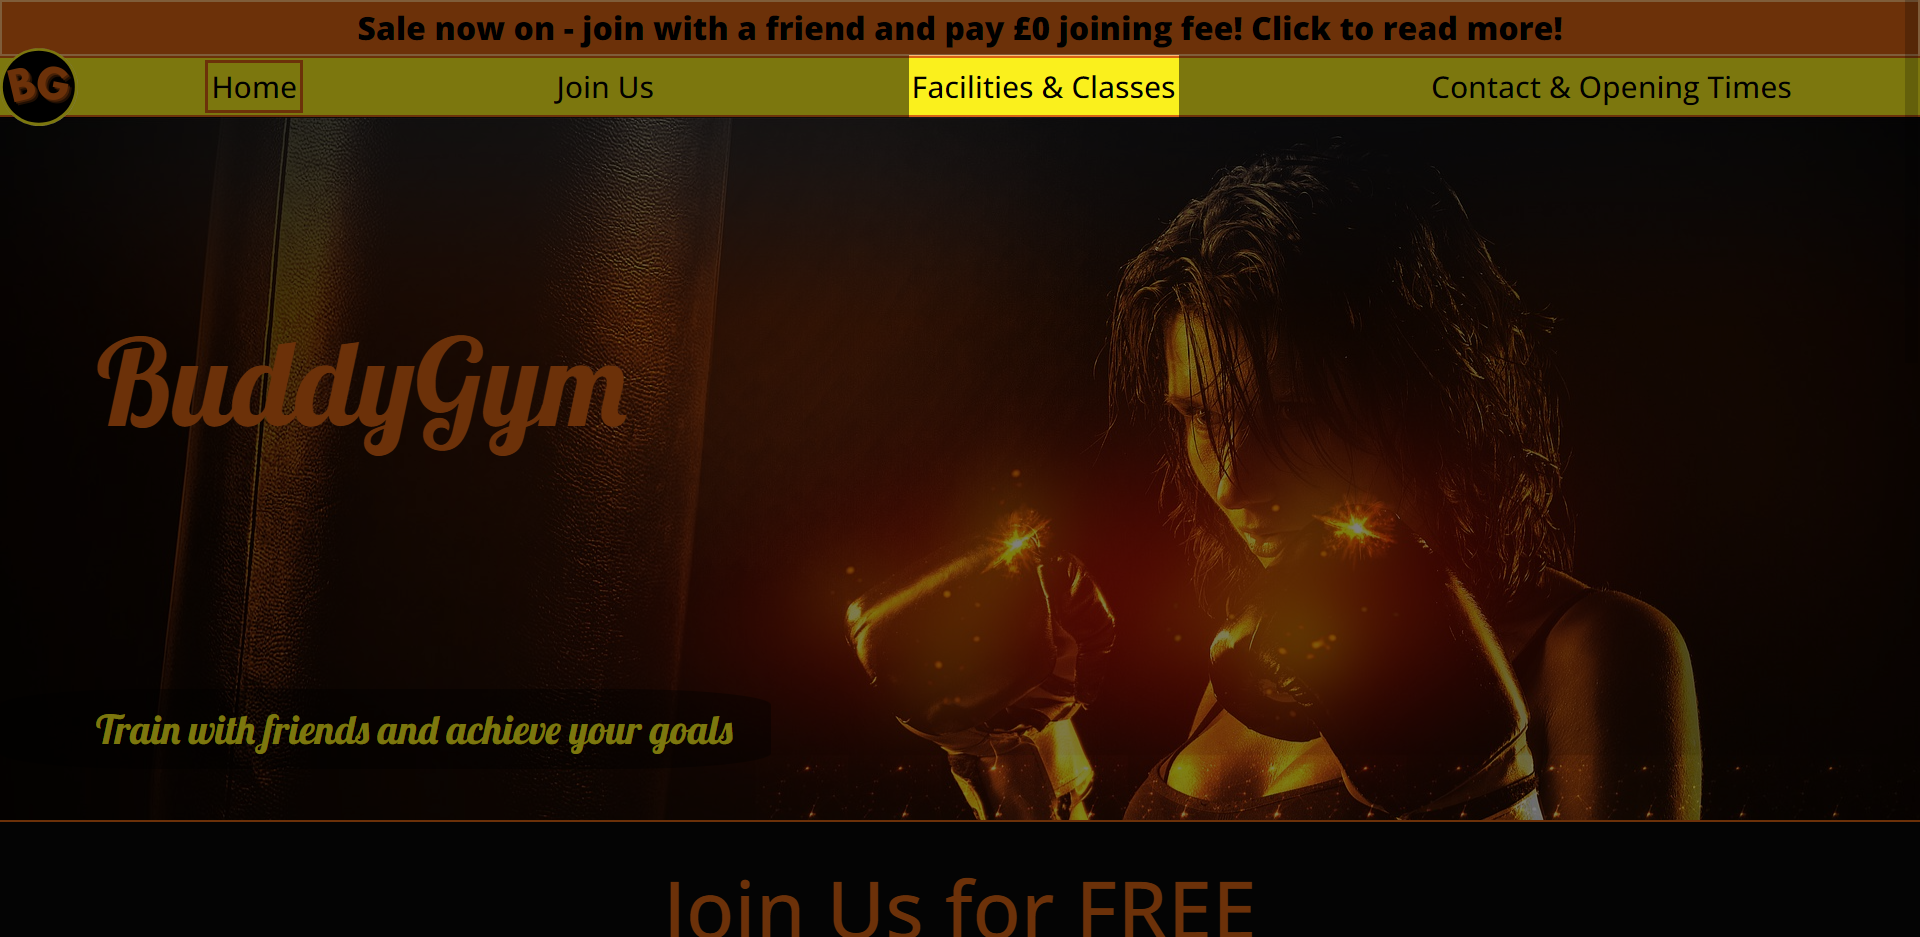 Sale now on - join with a friend and pay £0 joining fee! Click to read more!
BG
Home
Join Us
Facilities & Classes
Contact & Opening Times
BuddyGym
Train with friends and achieve your goals
Join Us for FREE